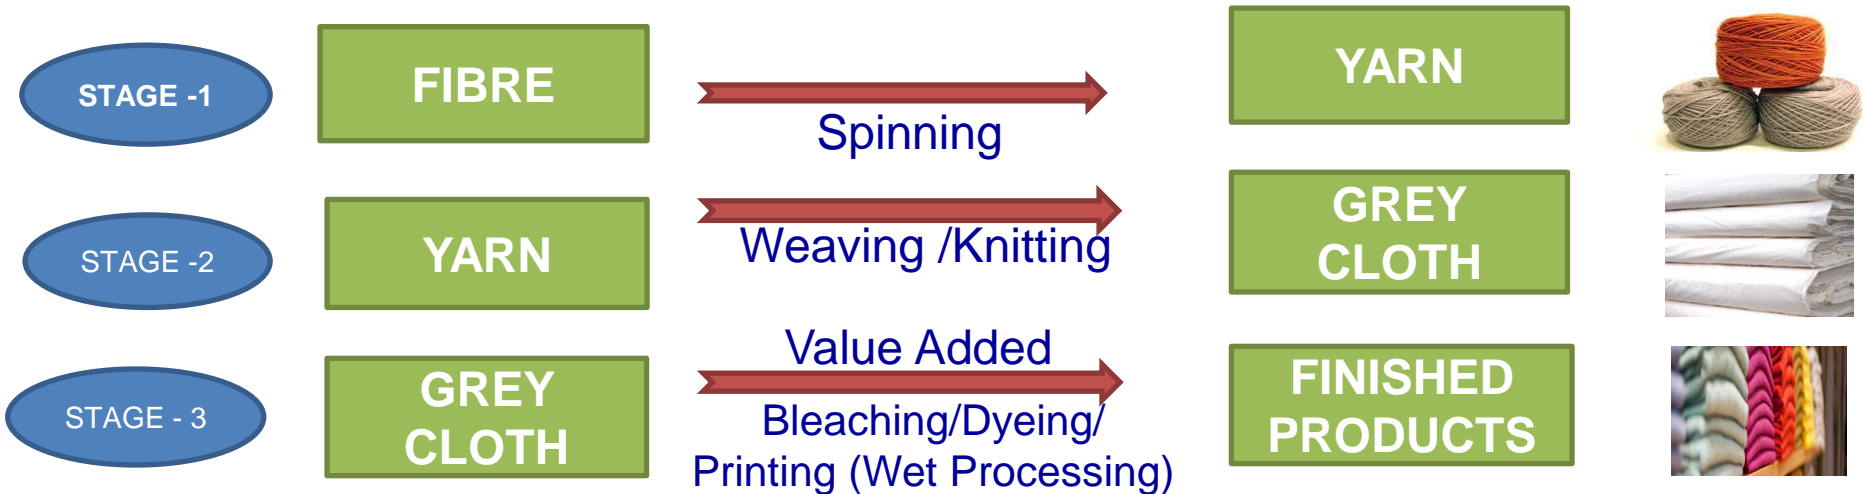 STAGE -1
FIBRE
Spinning
YARN
STAGE -2
YARN
Weaving /Knitting
GREY
CLOTH
STAGE - 3
GREY
CLOTH
Value Added
Bleaching/Dyeing/
Printing (Wet Processing)
FINISHED
PRODUCTS